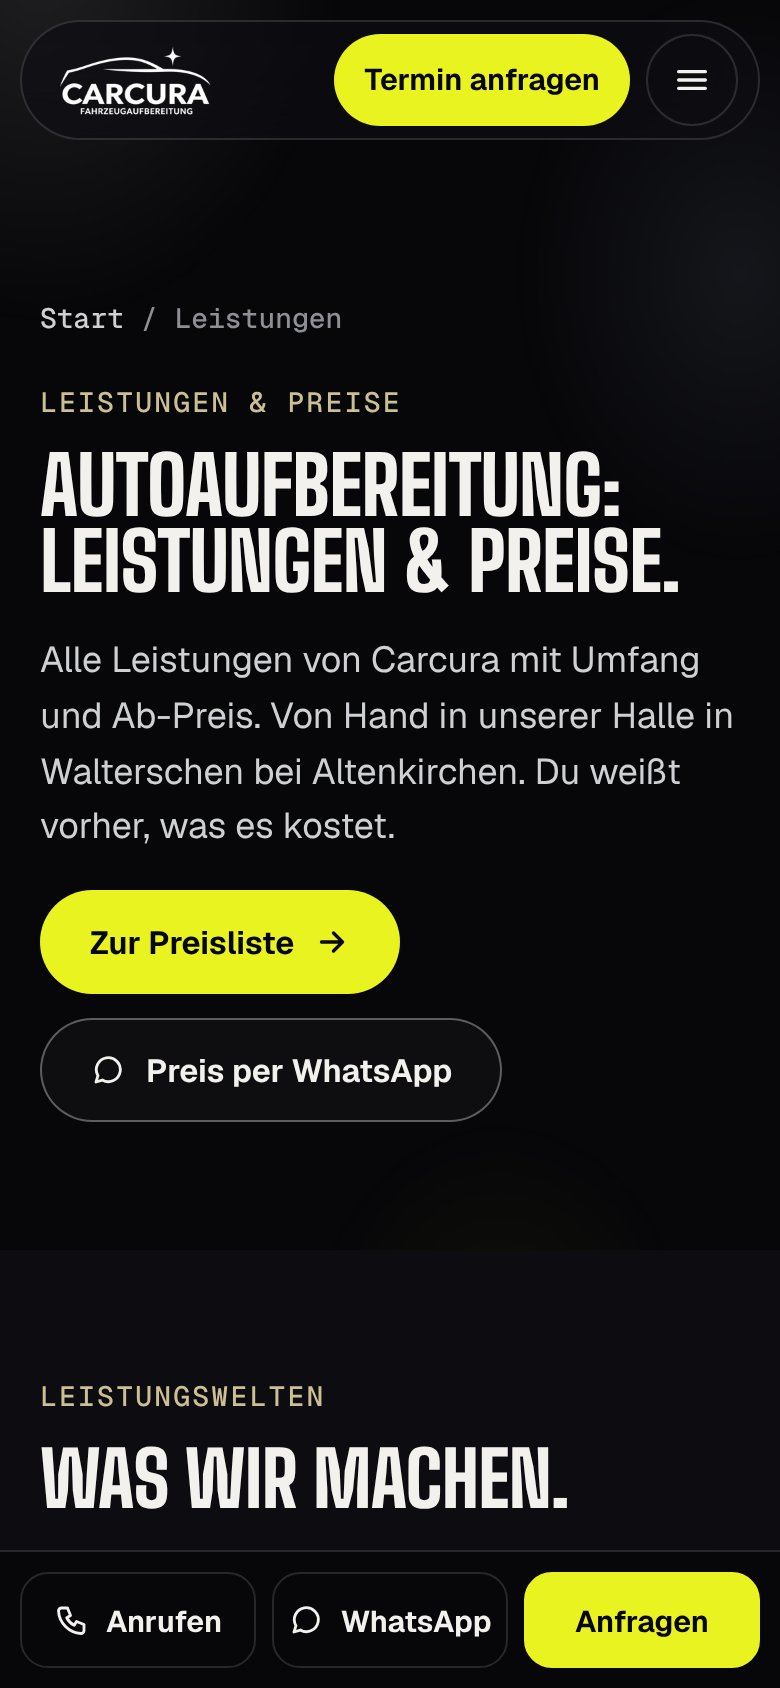 CARCURA
FAHRZEUGAUFBEREITUNG
Termin anfragen
Start / Leistungen
LEISTUNGEN & PREISE
AUTOAUFBEREITUNG:
LEISTUNGEN & PREISE.
Alle Leistungen von Carcura mit Umfang
und Ab-Preis. Von Hand in unserer Halle in
Walterschen bei Altenkirchen. Du weißt
vorher, was es kostet.
Zur Preisliste →
Preis per WhatsApp
LEISTUNGSWELTEN
WAS WIR MACHEN.
Anrufen
WhatsApp
Anfragen